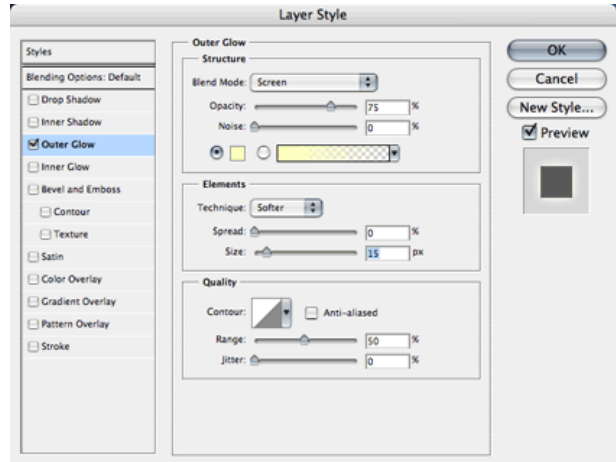 Layer Style
Styles
Blending Options: Default
Drop Shadow
Inner Shadow
Outer Glow
Inner Glow
Bevel and Emboss
Contour
Texture
Satin
Color Overlay
Gradient Overlay
Pattern Overlay
Stroke
Outer Glow
Structure
Blend Mode: Screen
Opacity: 75 %
Noise: 0 %
Elements
Technique: Softer
Spread: 0 %
Size: 15 px
Quality
Contour: Anti-aliased
Range: 50 %
Jitter: 0 %
OK
Cancel
New Style...
Preview